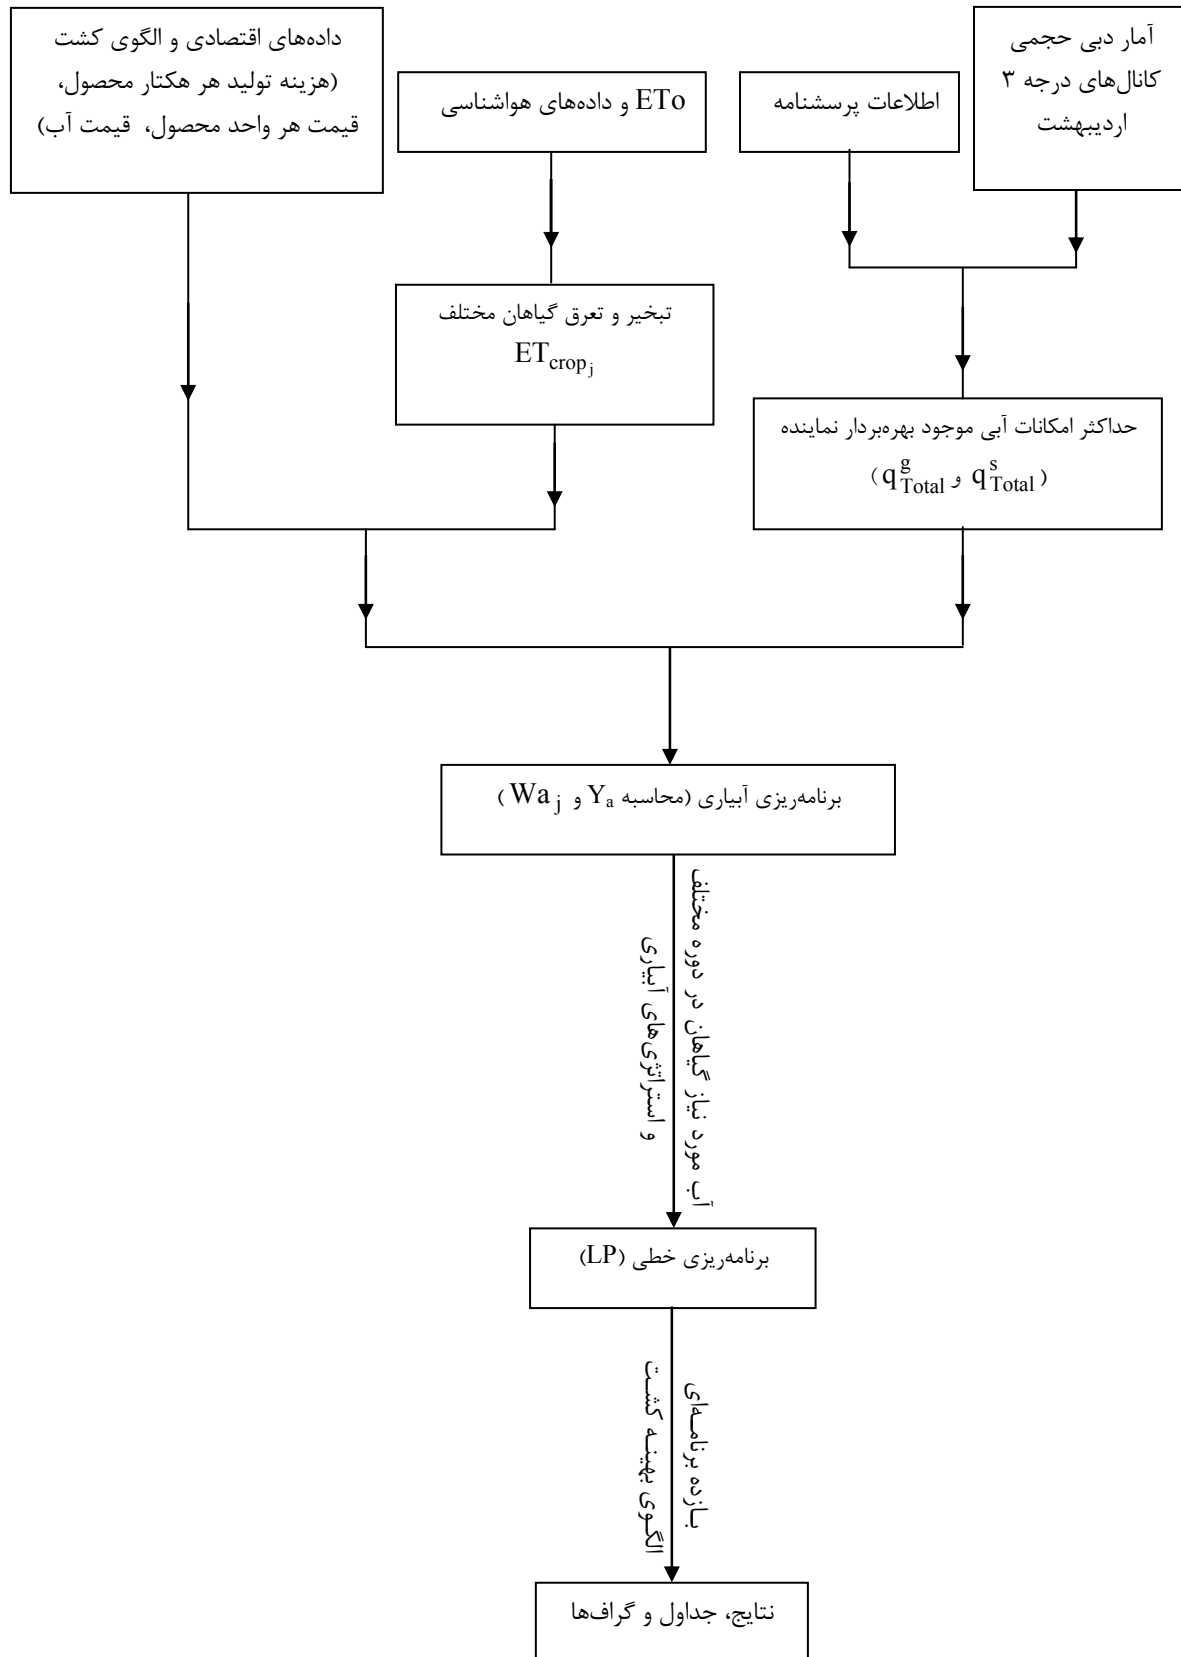 آمار دبی حجمی
کانال‌های درجه ۳
اردیبهشت
اطلاعات پرسشنامه
ETo و داده‌های هواشناسی
داده‌های اقتصادی و الگوی کشت
(هزینه تولید هر هکتار محصول،
قیمت هر واحد محصول، قیمت آب)
تبخیر و تعرق گیاهان مختلف
ET_crop_j
حداکثر امکانات آبی موجود بهره‌بردار نماینده
(q^s_Total و q^g_Total)
برنامه‌ریزی آبیاری (محاسبه Y_a و Wa_j)
آب مورد نیاز گیاهان در دوره مختلف
و استراتژی‌های آبیاری
برنامه‌ریزی خطی (LP)
بازده برنامه‌ای
الگوی بهینه کشت
نتایج، جداول و گراف‌ها